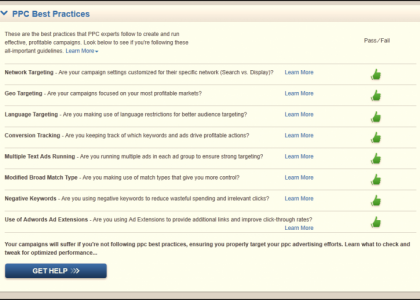 PPC Best Practices
These are the best practices that PPC experts follow to create and run
effective, profitable campaigns. Look below to see if you're following these
all-important guidelines. Learn More
Pass/Fail
Network Targeting - Are your campaign settings customized for their specific network (Search vs. Display)? Learn More
Geo Targeting - Are your campaigns focused on your most profitable markets? Learn More
Language Targeting - Are you making use of language restrictions for better audience targeting? Learn More
Conversion Tracking - Are you keeping track of which keywords and ads drive profitable actions? Learn More
Multiple Text Ads Running - Are you running multiple ads in each ad group to ensure strong targeting? Learn More
Modified Broad Match Type - Are you making use of match types that give you more control? Learn More
Negative Keywords - Are you using negative keywords to reduce wasteful spending and irrelevant clicks? Learn More
Use of Adwords Ad Extensions - Are you using Ad Extensions to provide additional links and improve click-through rates?
Learn More
Your campaigns will suffer if you're not following ppc best practices, ensuring you properly target your ppc advertising efforts. Learn what to check and
tweak for optimized performance...
GET HELP >>>